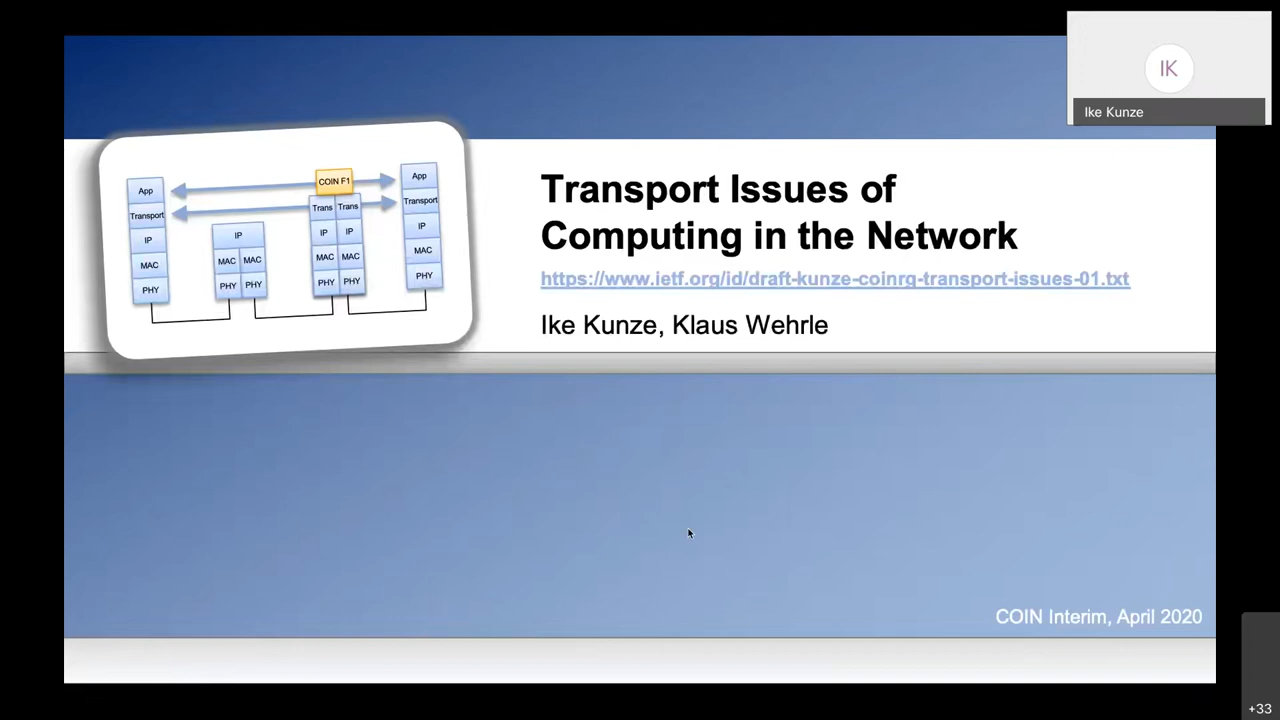 IK
Ike Kunze
Transport Issues of
Computing in the Network
https://www.ietf.org/id/draft-kunze-coinrg-transport-issues-01.txt
Ike Kunze, Klaus Wehrle
App
Transport
IP
MAC
PHY
IP
MAC MAC
PHY PHY
COIN F1
Trans Trans
IP IP
MAC MAC
PHY PHY
App
Transport
IP
MAC
PHY
COIN Interim, April 2020
+33